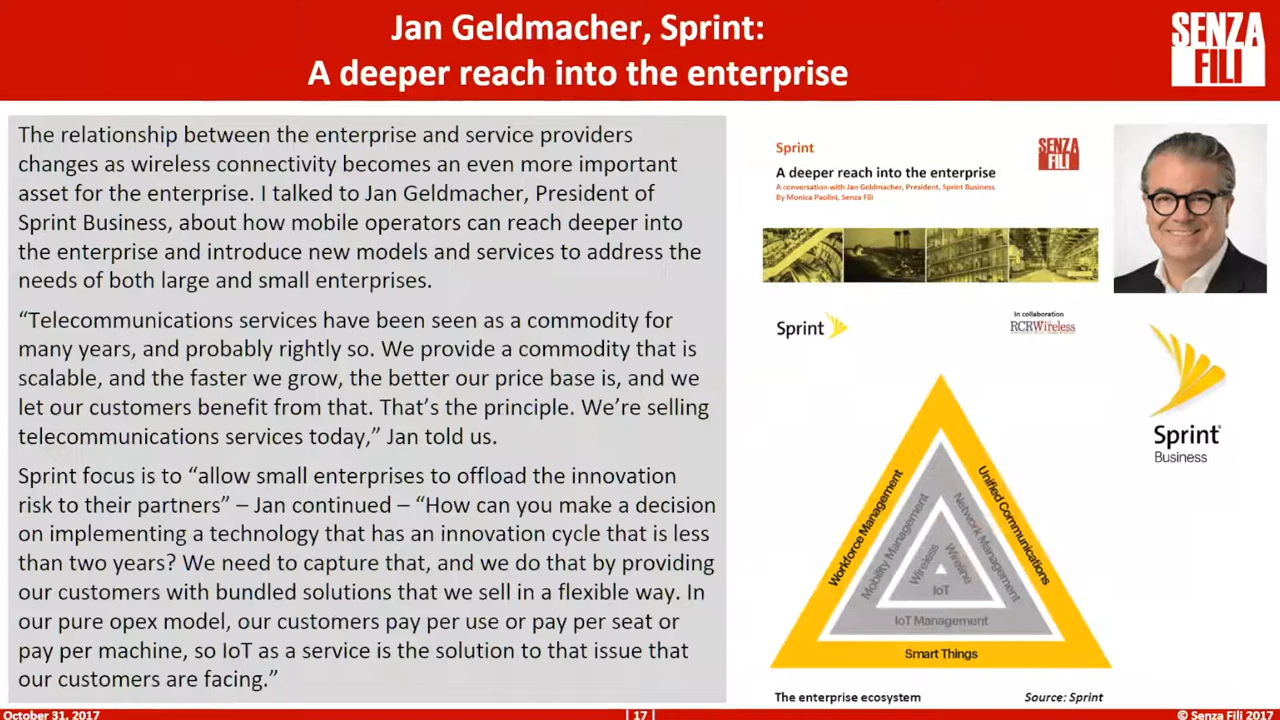 Jan Geldmacher, Sprint:
A deeper reach into the enterprise
SENZA
FILI
The relationship between the enterprise and service providers
changes as wireless connectivity becomes an even more important
asset for the enterprise. I talked to Jan Geldmacher, President of
Sprint Business, about how mobile operators can reach deeper into
the enterprise and introduce new models and services to address the
needs of both large and small enterprises.
“Telecommunications services have been seen as a commodity for
many years, and probably rightly so. We provide a commodity that is
scalable, and the faster we grow, the better our price base is, and we
let our customers benefit from that. That’s the principle. We’re selling
telecommunications services today,” Jan told us.
Sprint focus is to “allow small enterprises to offload the innovation
risk to their partners” – Jan continued – “How can you make a decision
on implementing a technology that has an innovation cycle that is less
than two years? We need to capture that, and we do that by providing
our customers with bundled solutions that we sell in a flexible way. In
our pure opex model, our customers pay per use or pay per seat or
pay per machine, so IoT as a service is the solution to that issue that
our customers are facing.”
Sprint
SENZA
FILI
A deeper reach into the enterprise
A conversation with Jan Geldmacher, President, Sprint Business
By Monica Paolini, Senza Fili
Sprint
In collaboration
RCRWireless
Sprint
Business
Workforce Management
Unified Communications
Mobility Management
Network Management
Wireless
Wireline
IoT
IoT Management
Smart Things
The enterprise ecosystem
Source: Sprint
October 31, 2017
| 17 |
© Senza Fili 2017